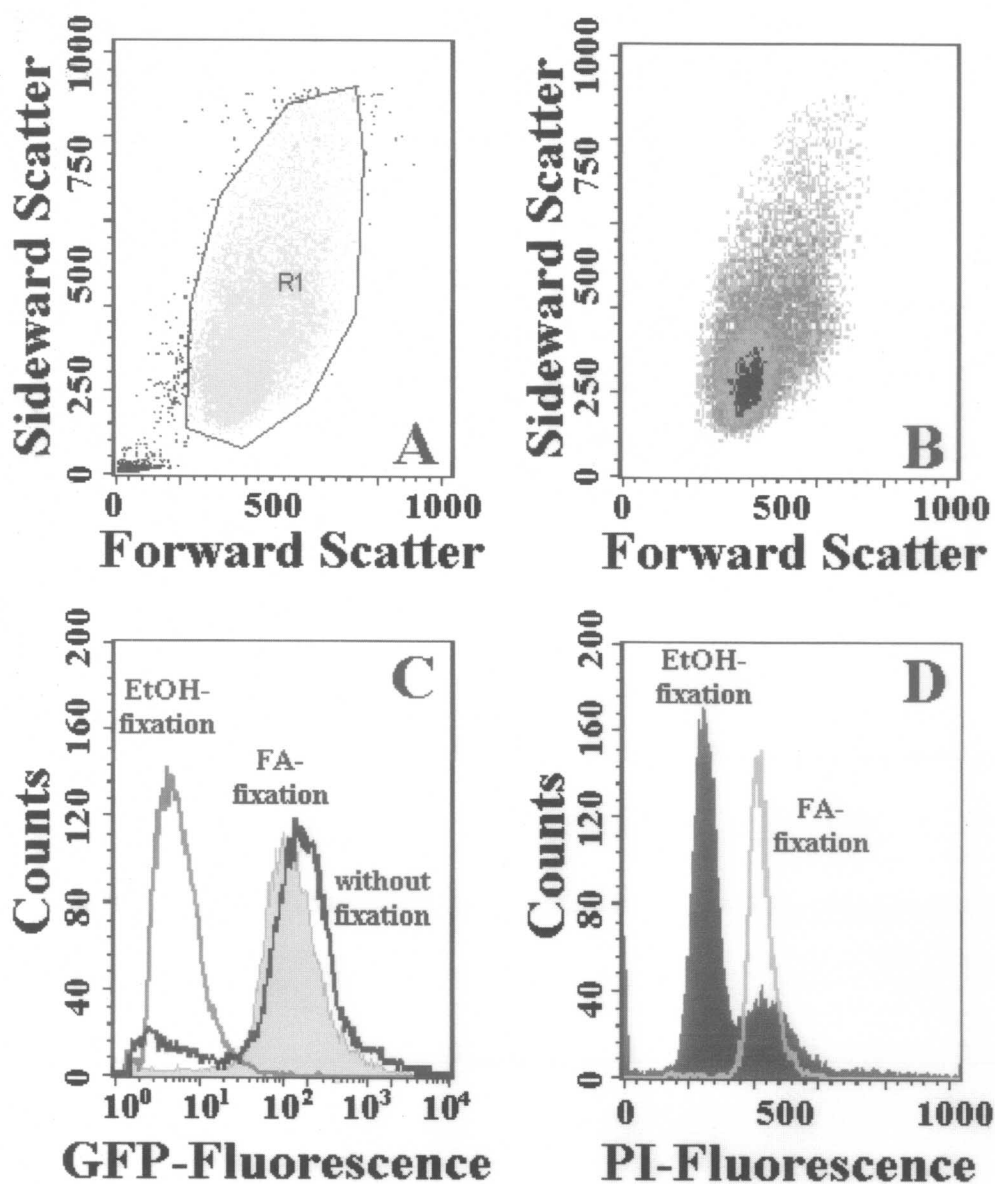 Sideward Scatter
1000
750
500
250
0
R1
A
0 500 1000
Forward Scatter
Sideward Scatter
1000
750
500
250
0
B
0 500 1000
Forward Scatter
Counts
200
160
120
80
40
0
EtOH-
fixation
C
FA-
fixation
without
fixation
10⁰ 10¹ 10² 10³ 10⁴
GFP-Fluorescence
Counts
200
160
120
80
40
0
EtOH-
fixation
D
FA-
fixation
0 500 1000
PI-Fluorescence